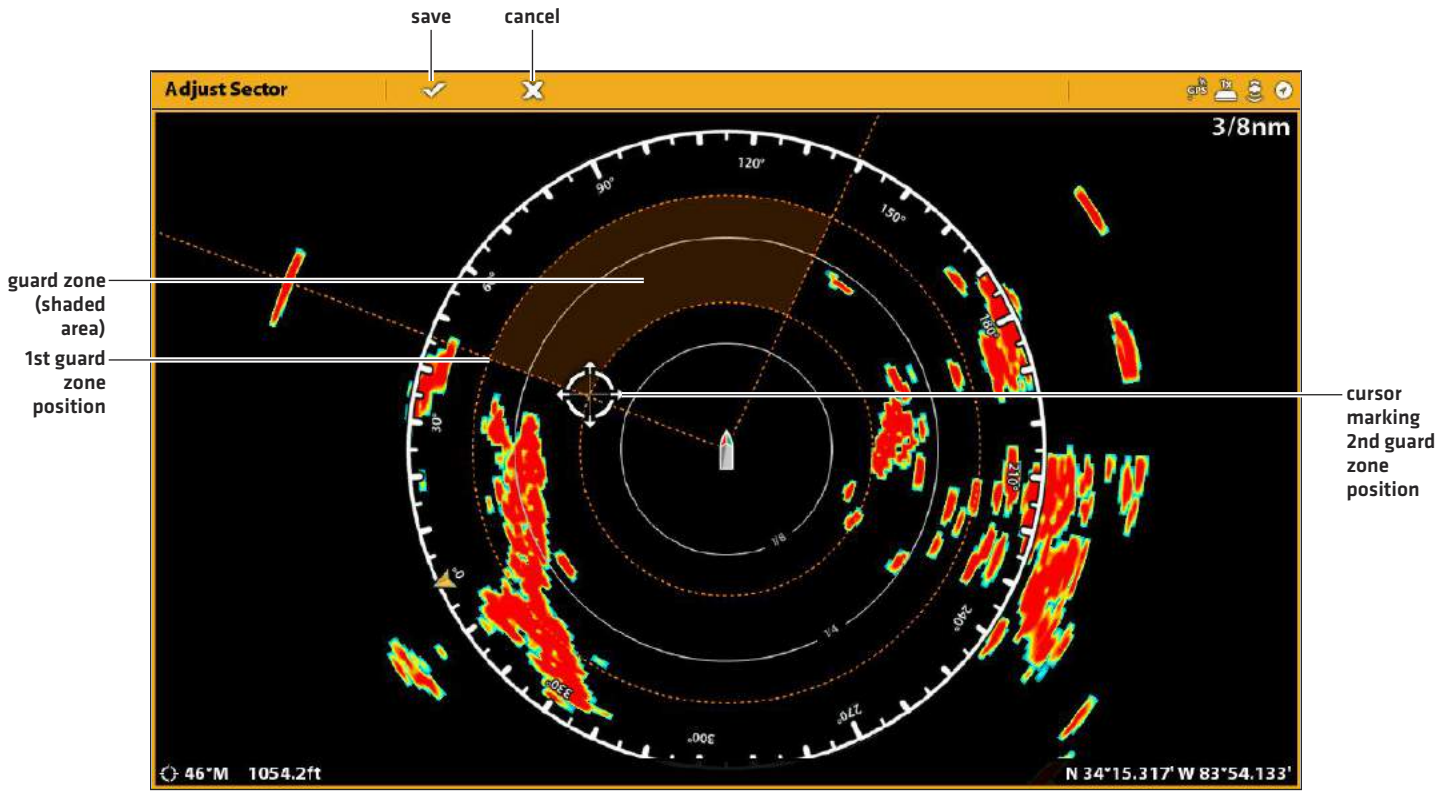 save
cancel
Adjust Sector
GPS
TX
3/8nm
120°
90°
150°
60°
180°
30°
210°
0°
240°
330°
270°
300°
1/8
1/4
guard zone
(shaded
area)
1st guard
zone
position
cursor
marking
2nd guard
zone
position
46°M 1054.2ft
N 34°15.317' W 83°54.133'